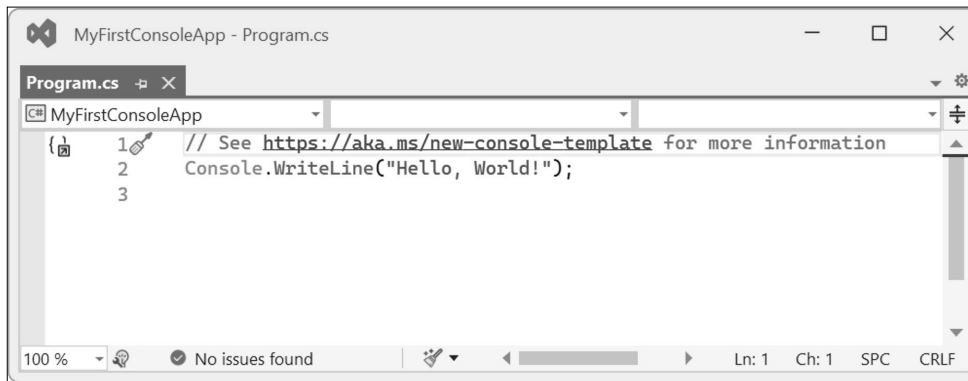 MyFirstConsoleApp - Program.cs
Program.cs
C# MyFirstConsoleApp
1 // See https://aka.ms/new-console-template for more information
2 Console.WriteLine("Hello, World!");
3
100 % No issues found Ln: 1 Ch: 1 SPC CRLF